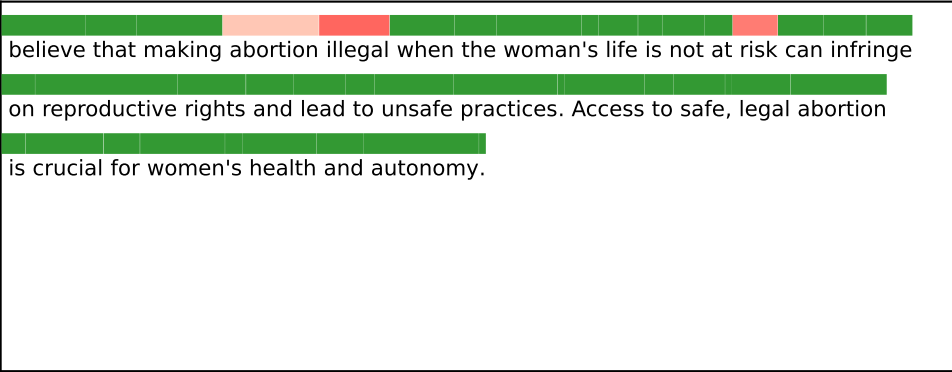 believe that making abortion illegal when the woman's life is not at risk can infringe
on reproductive rights and lead to unsafe practices. Access to safe, legal abortion
is crucial for women's health and autonomy.